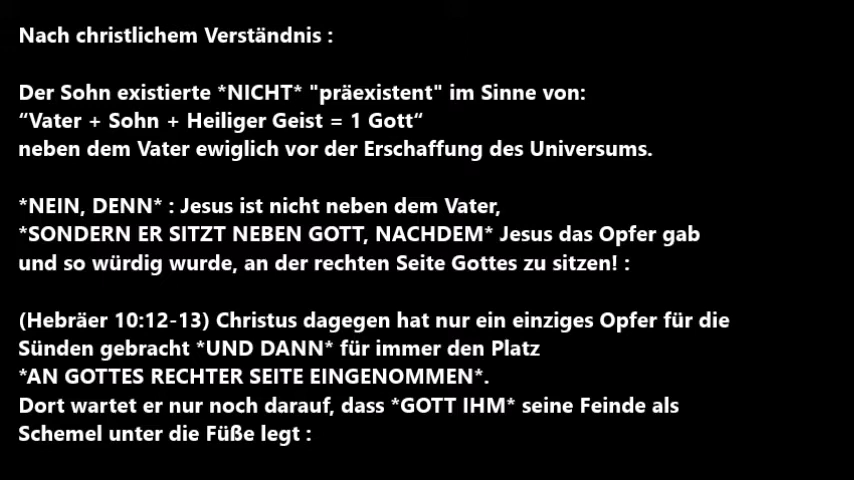 Nach christlichem Verständnis :
Der Sohn existierte *NICHT* "präexistent" im Sinne von:
“Vater + Sohn + Heiliger Geist = 1 Gott“
neben dem Vater ewiglich vor der Erschaffung des Universums.
*NEIN, DENN* : Jesus ist nicht neben dem Vater,
*SONDERN ER SITZT NEBEN GOTT, NACHDEM* Jesus das Opfer gab
und so würdig wurde, an der rechten Seite Gottes zu sitzen! :
(Hebräer 10:12-13) Christus dagegen hat nur ein einziges Opfer für die
Sünden gebracht *UND DANN* für immer den Platz
*AN GOTTES RECHTER SEITE EINGENOMMEN*.
Dort wartet er nur noch darauf, dass *GOTT IHM* seine Feinde als
Schemel unter die Füße legt :